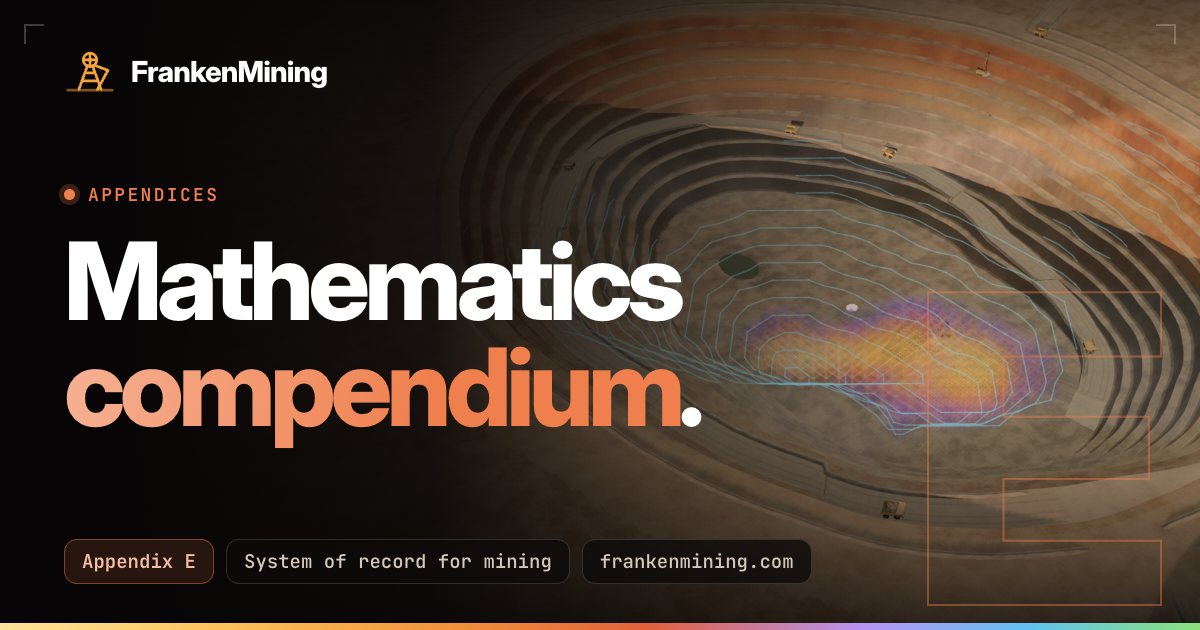 FrankenMining
APPENDICES
Mathematics
compendium.
Appendix E
System of record for mining
frankenmining.com
E